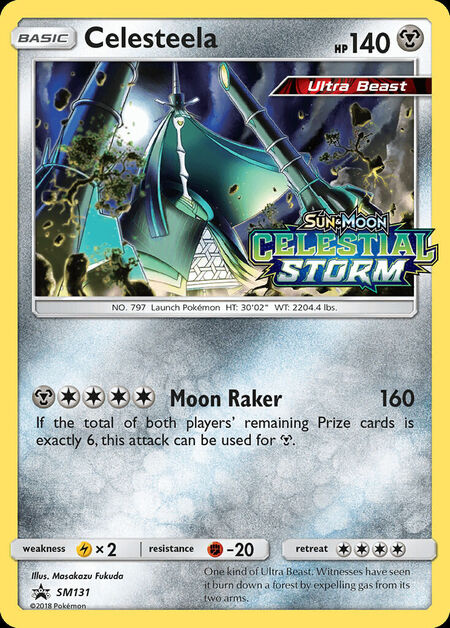 BASIC Celesteela HP 140
Ultra Beast
SUN & MOON
CELESTIAL
STORM
NO. 797 Launch Pokémon HT: 30'02" WT: 2204.4 lbs.
Moon Raker 160
If the total of both players' remaining Prize cards is
exactly 6, this attack can be used for .
weakness × 2 resistance -20 retreat
Illus. Masakazu Fukuda
SM131
©2018 Pokémon
One kind of Ultra Beast. Witnesses have seen
it burn down a forest by expelling gas from its
two arms.